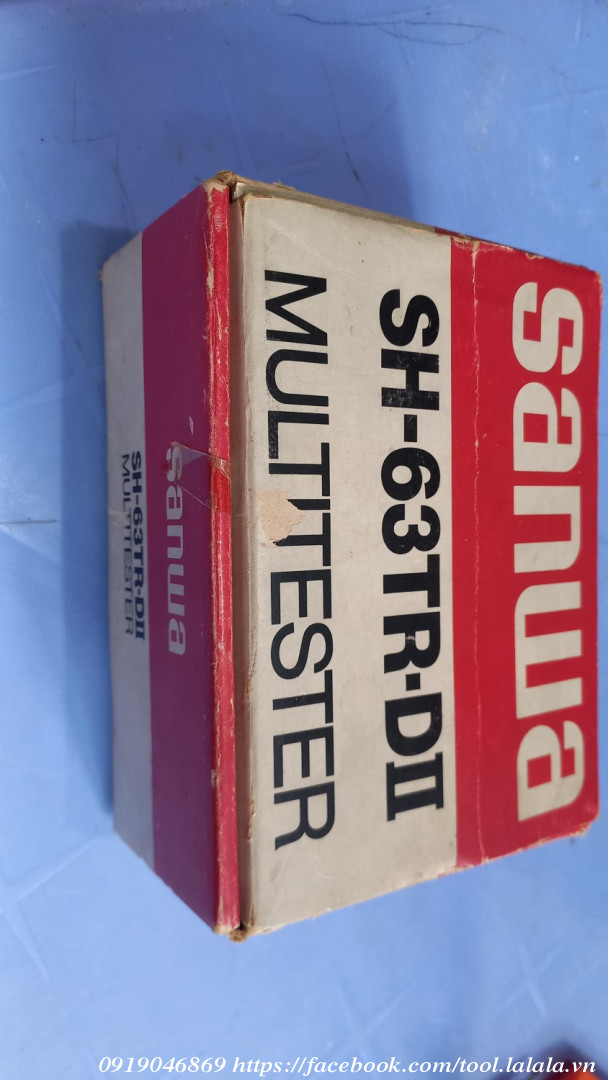 sanwa
SH-63TR-DII
MULTITESTER
sanwa
SH-63TR-DII
MULTITESTER
0919046869 https://facebook.com/tool.lalala.vn